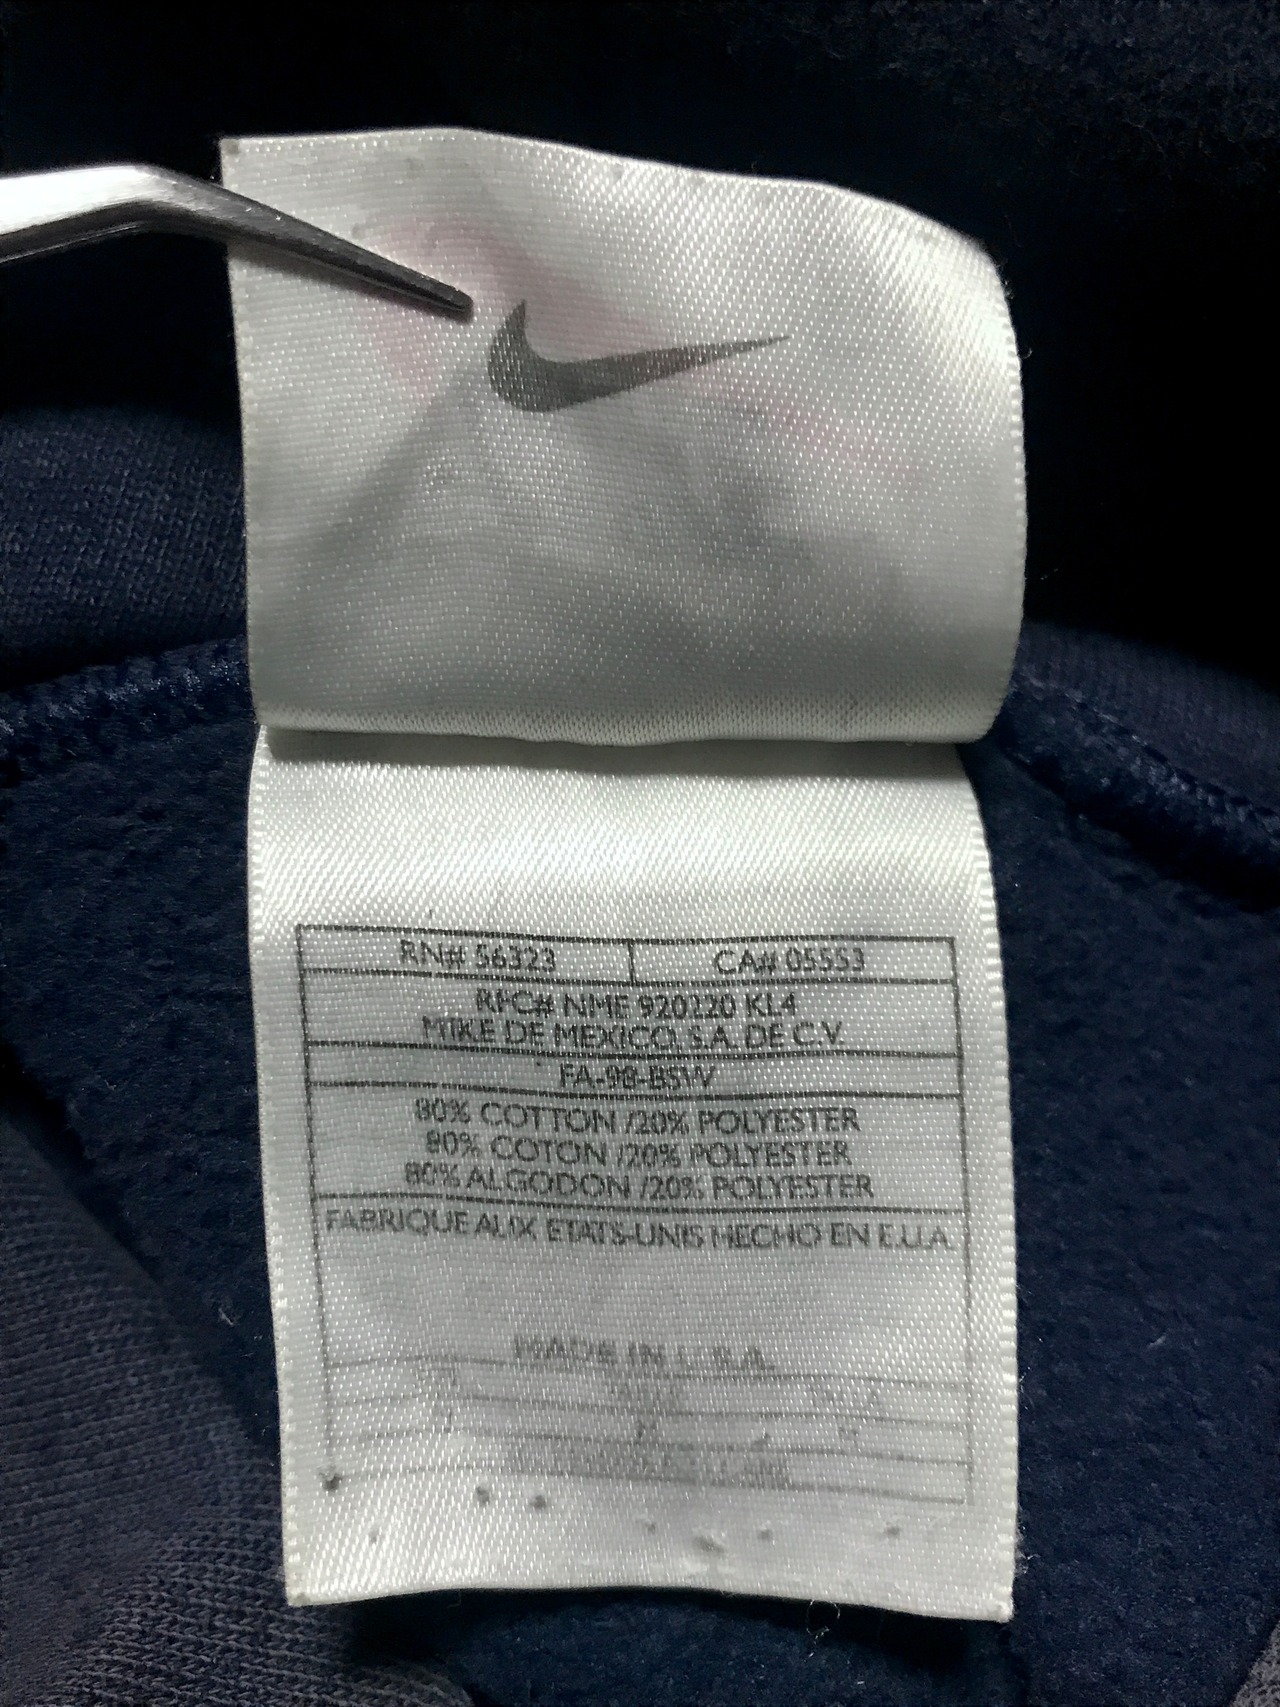 RN# 56323
CA# 05553
RFC# NME 920220 KL4
NIKE DE MEXICO, S.A. DE C.V.
FA-98-BSW
80% COTTON /20% POLYESTER
80% COTON /20% POLYESTER
80% ALGODON /20% POLYESTER
FABRIQUE AUX ETATS-UNIS HECHO EN E.U.A.
MADE IN U.S.A.